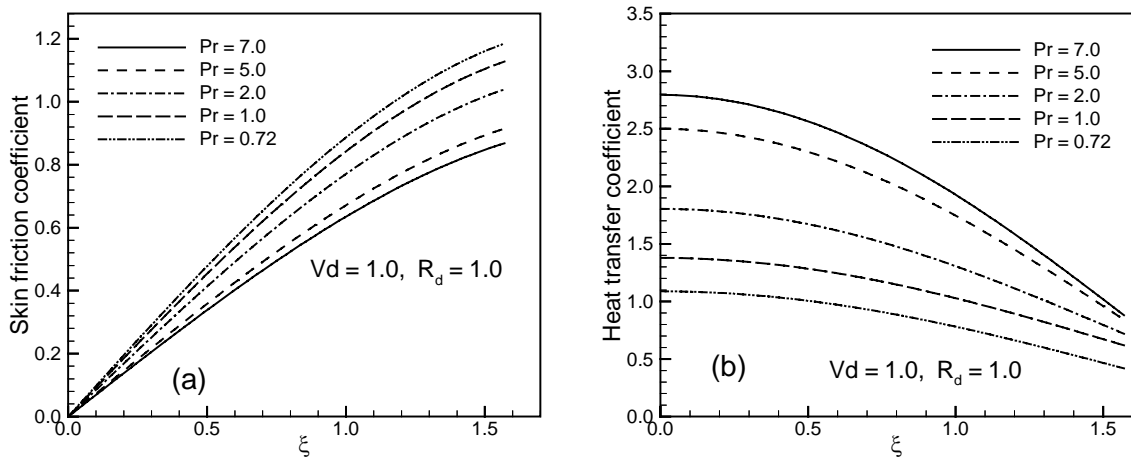 Skin friction coefficient
1.2
1.0
0.8
0.6
0.4
0.2
0.0
Pr = 7.0
Pr = 5.0
Pr = 2.0
Pr = 1.0
Pr = 0.72
Vd = 1.0, R_d = 1.0
(a)
0.0 0.5 1.0 1.5
ξ
Heat transfer coefficient
3.5
3.0
2.5
2.0
1.5
1.0
0.5
0.0
Pr = 7.0
Pr = 5.0
Pr = 2.0
Pr = 1.0
Pr = 0.72
(b)
Vd = 1.0, R_d = 1.0
0.0 0.5 1.0 1.5
ξ